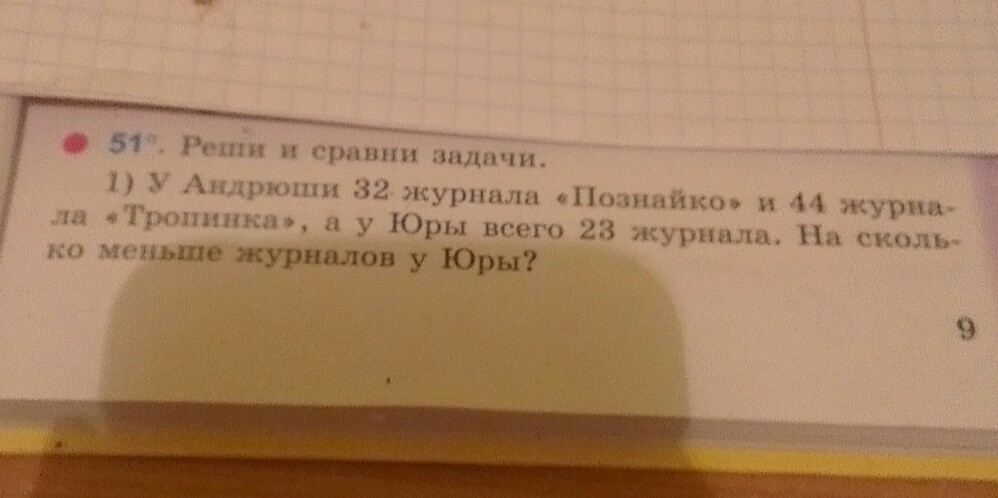 51°. Реши и сравни задачи.
1) У Андрюши 32 журнала «Познайко» и 44 журна-
ла «Тропинка», а у Юры всего 23 журнала. На сколь-
ко меньше журналов у Юры?
9